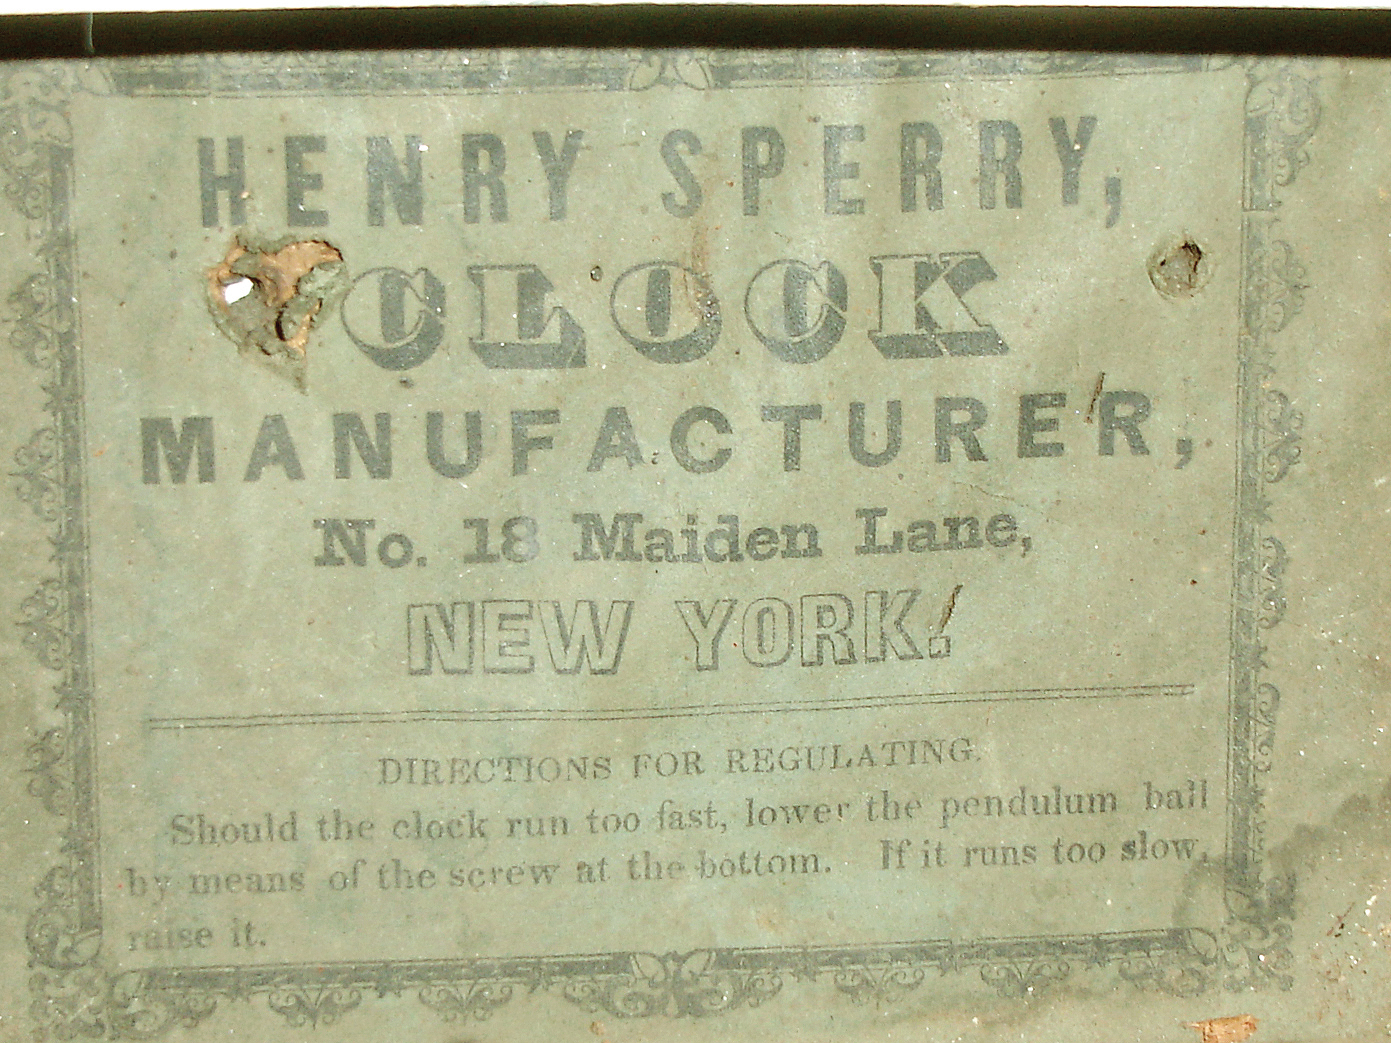 HENRY SPERRY,
CLOCK
MANUFACTURER,
No. 18 Maiden Lane,
NEW YORK.
DIRECTIONS FOR REGULATING.
Should the clock run too fast, lower the pendulum ball
by means of the screw at the bottom. If it runs too slow,
raise it.